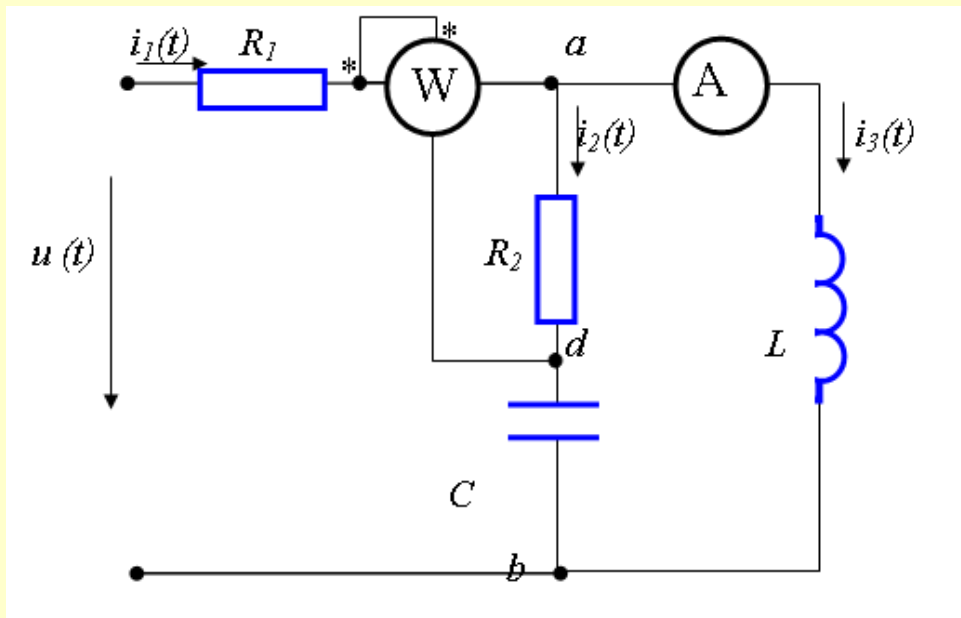 i₁(t) R₁ * * W a A
i₂(t) i₃(t)
u (t) R₂
d L
C
b